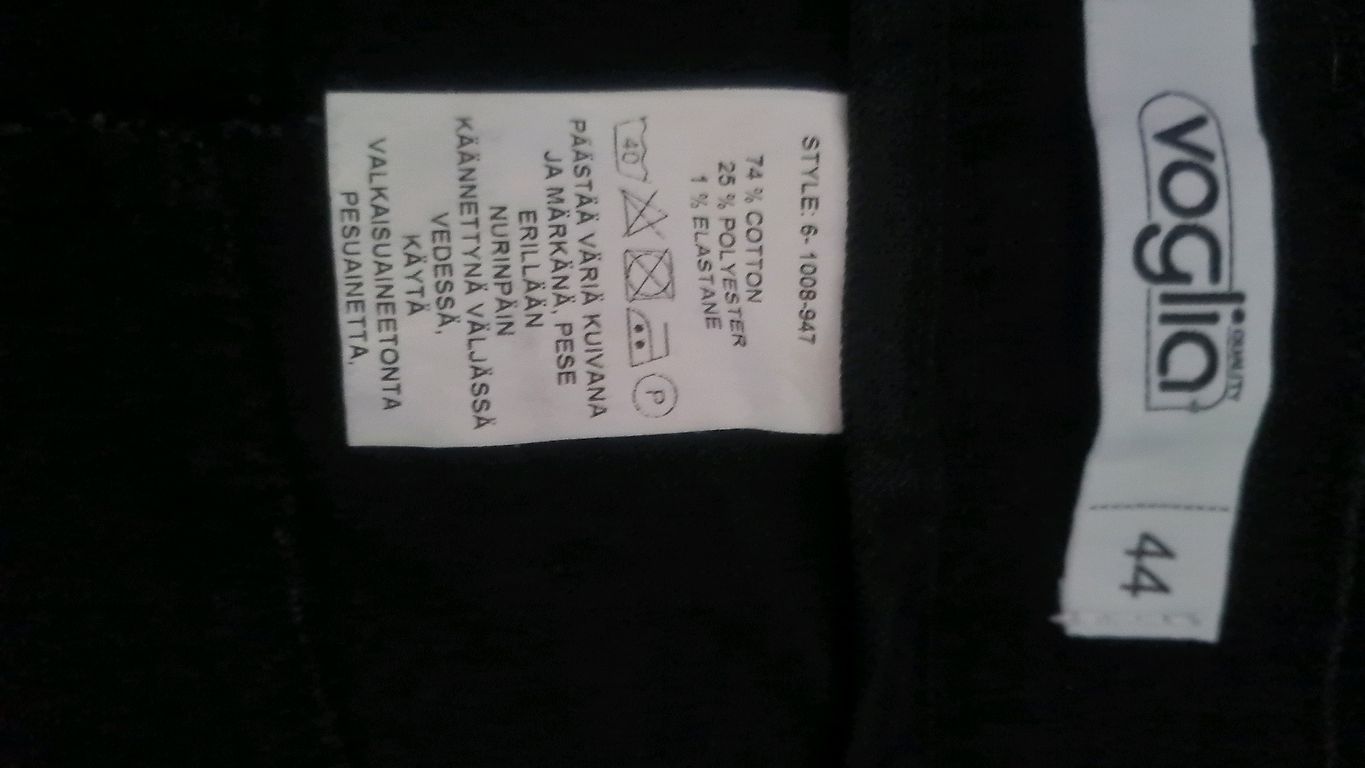 voglia
QUALITY
44
STYLE: 6-1008-947
74 % COTTON
25 % POLYESTER
1 % ELASTANE
40
P
PÄÄSTÄÄ VÄRIÄ KUIVANA
JA MÄRKÄNÄ, PESE
ERILLÄÄN
NURINPÄIN
KÄÄNNETTYNÄ VÄLJÄSSÄ
VEDESSÄ,
KÄYTÄ
VALKAISUAINEETONTA
PESUAINETTA,